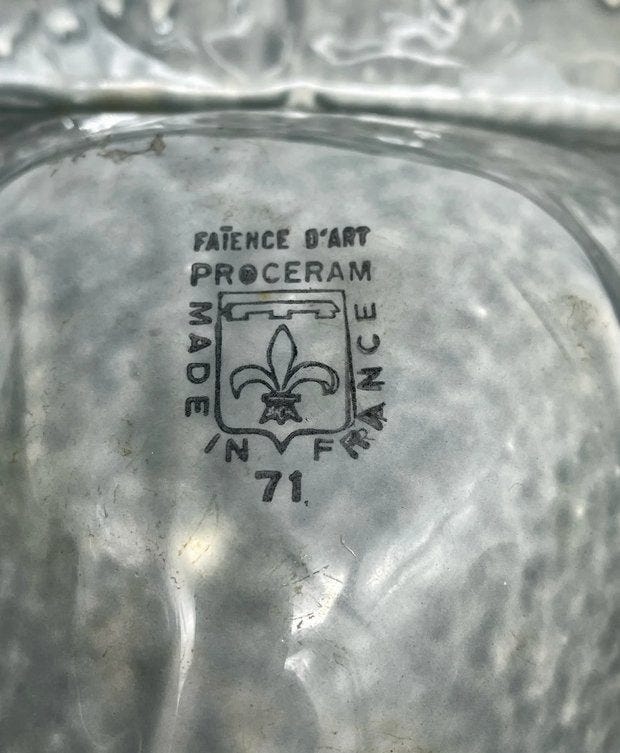 FAÏENCE D'ART
PROCERAM
MADE IN FRANCE
71